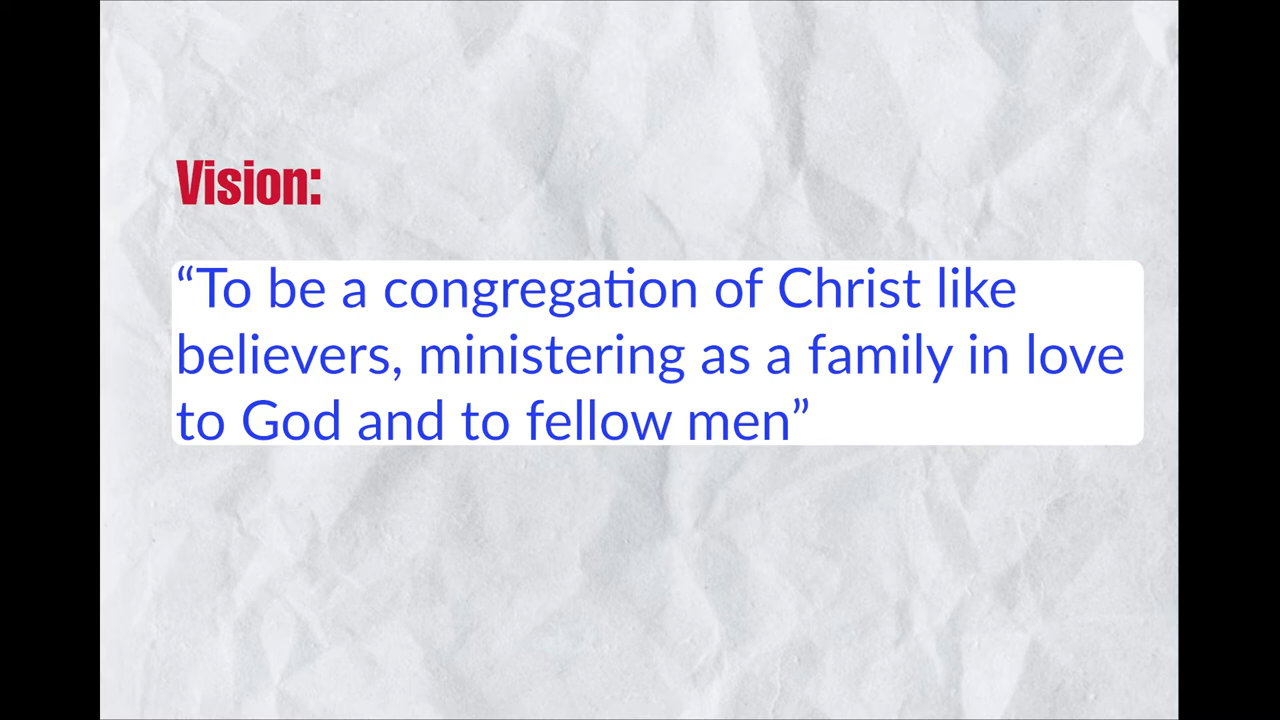 Vision:
“To be a congregation of Christ like
believers, ministering as a family in love
to God and to fellow men”